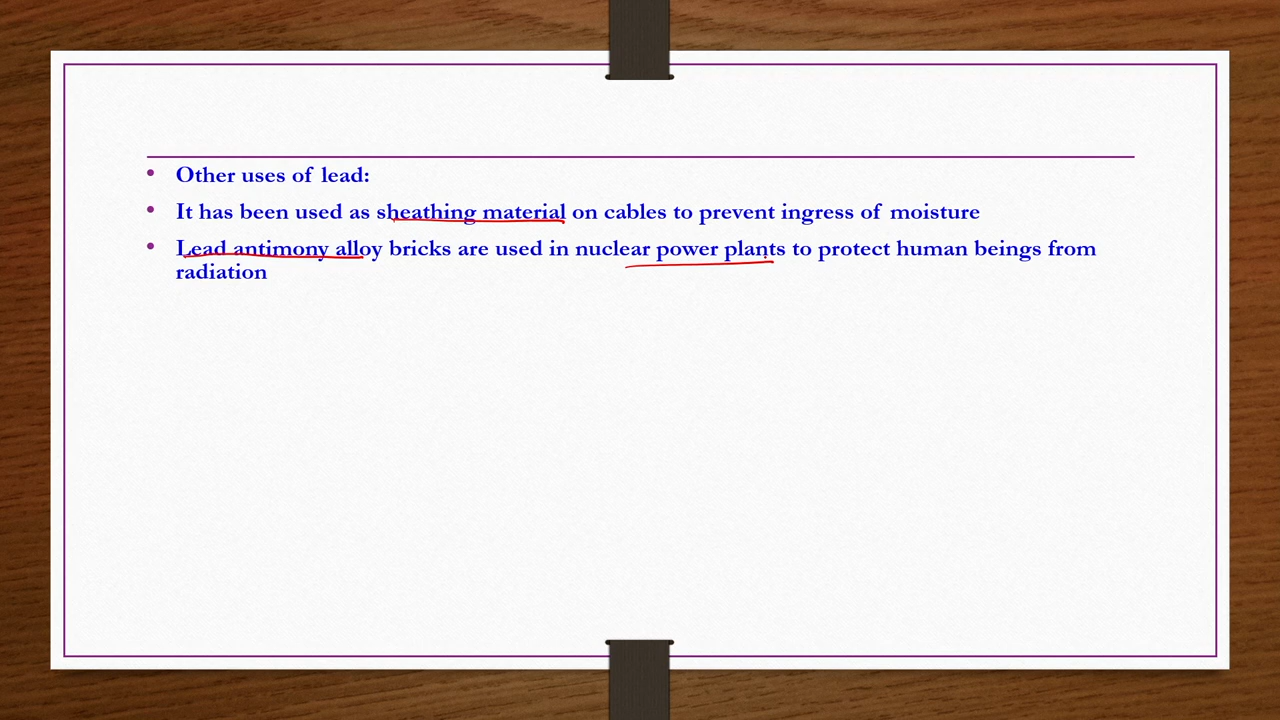 • Other uses of lead:
• It has been used as sheathing material on cables to prevent ingress of moisture
• Lead antimony alloy bricks are used in nuclear power plants to protect human beings from
radiation